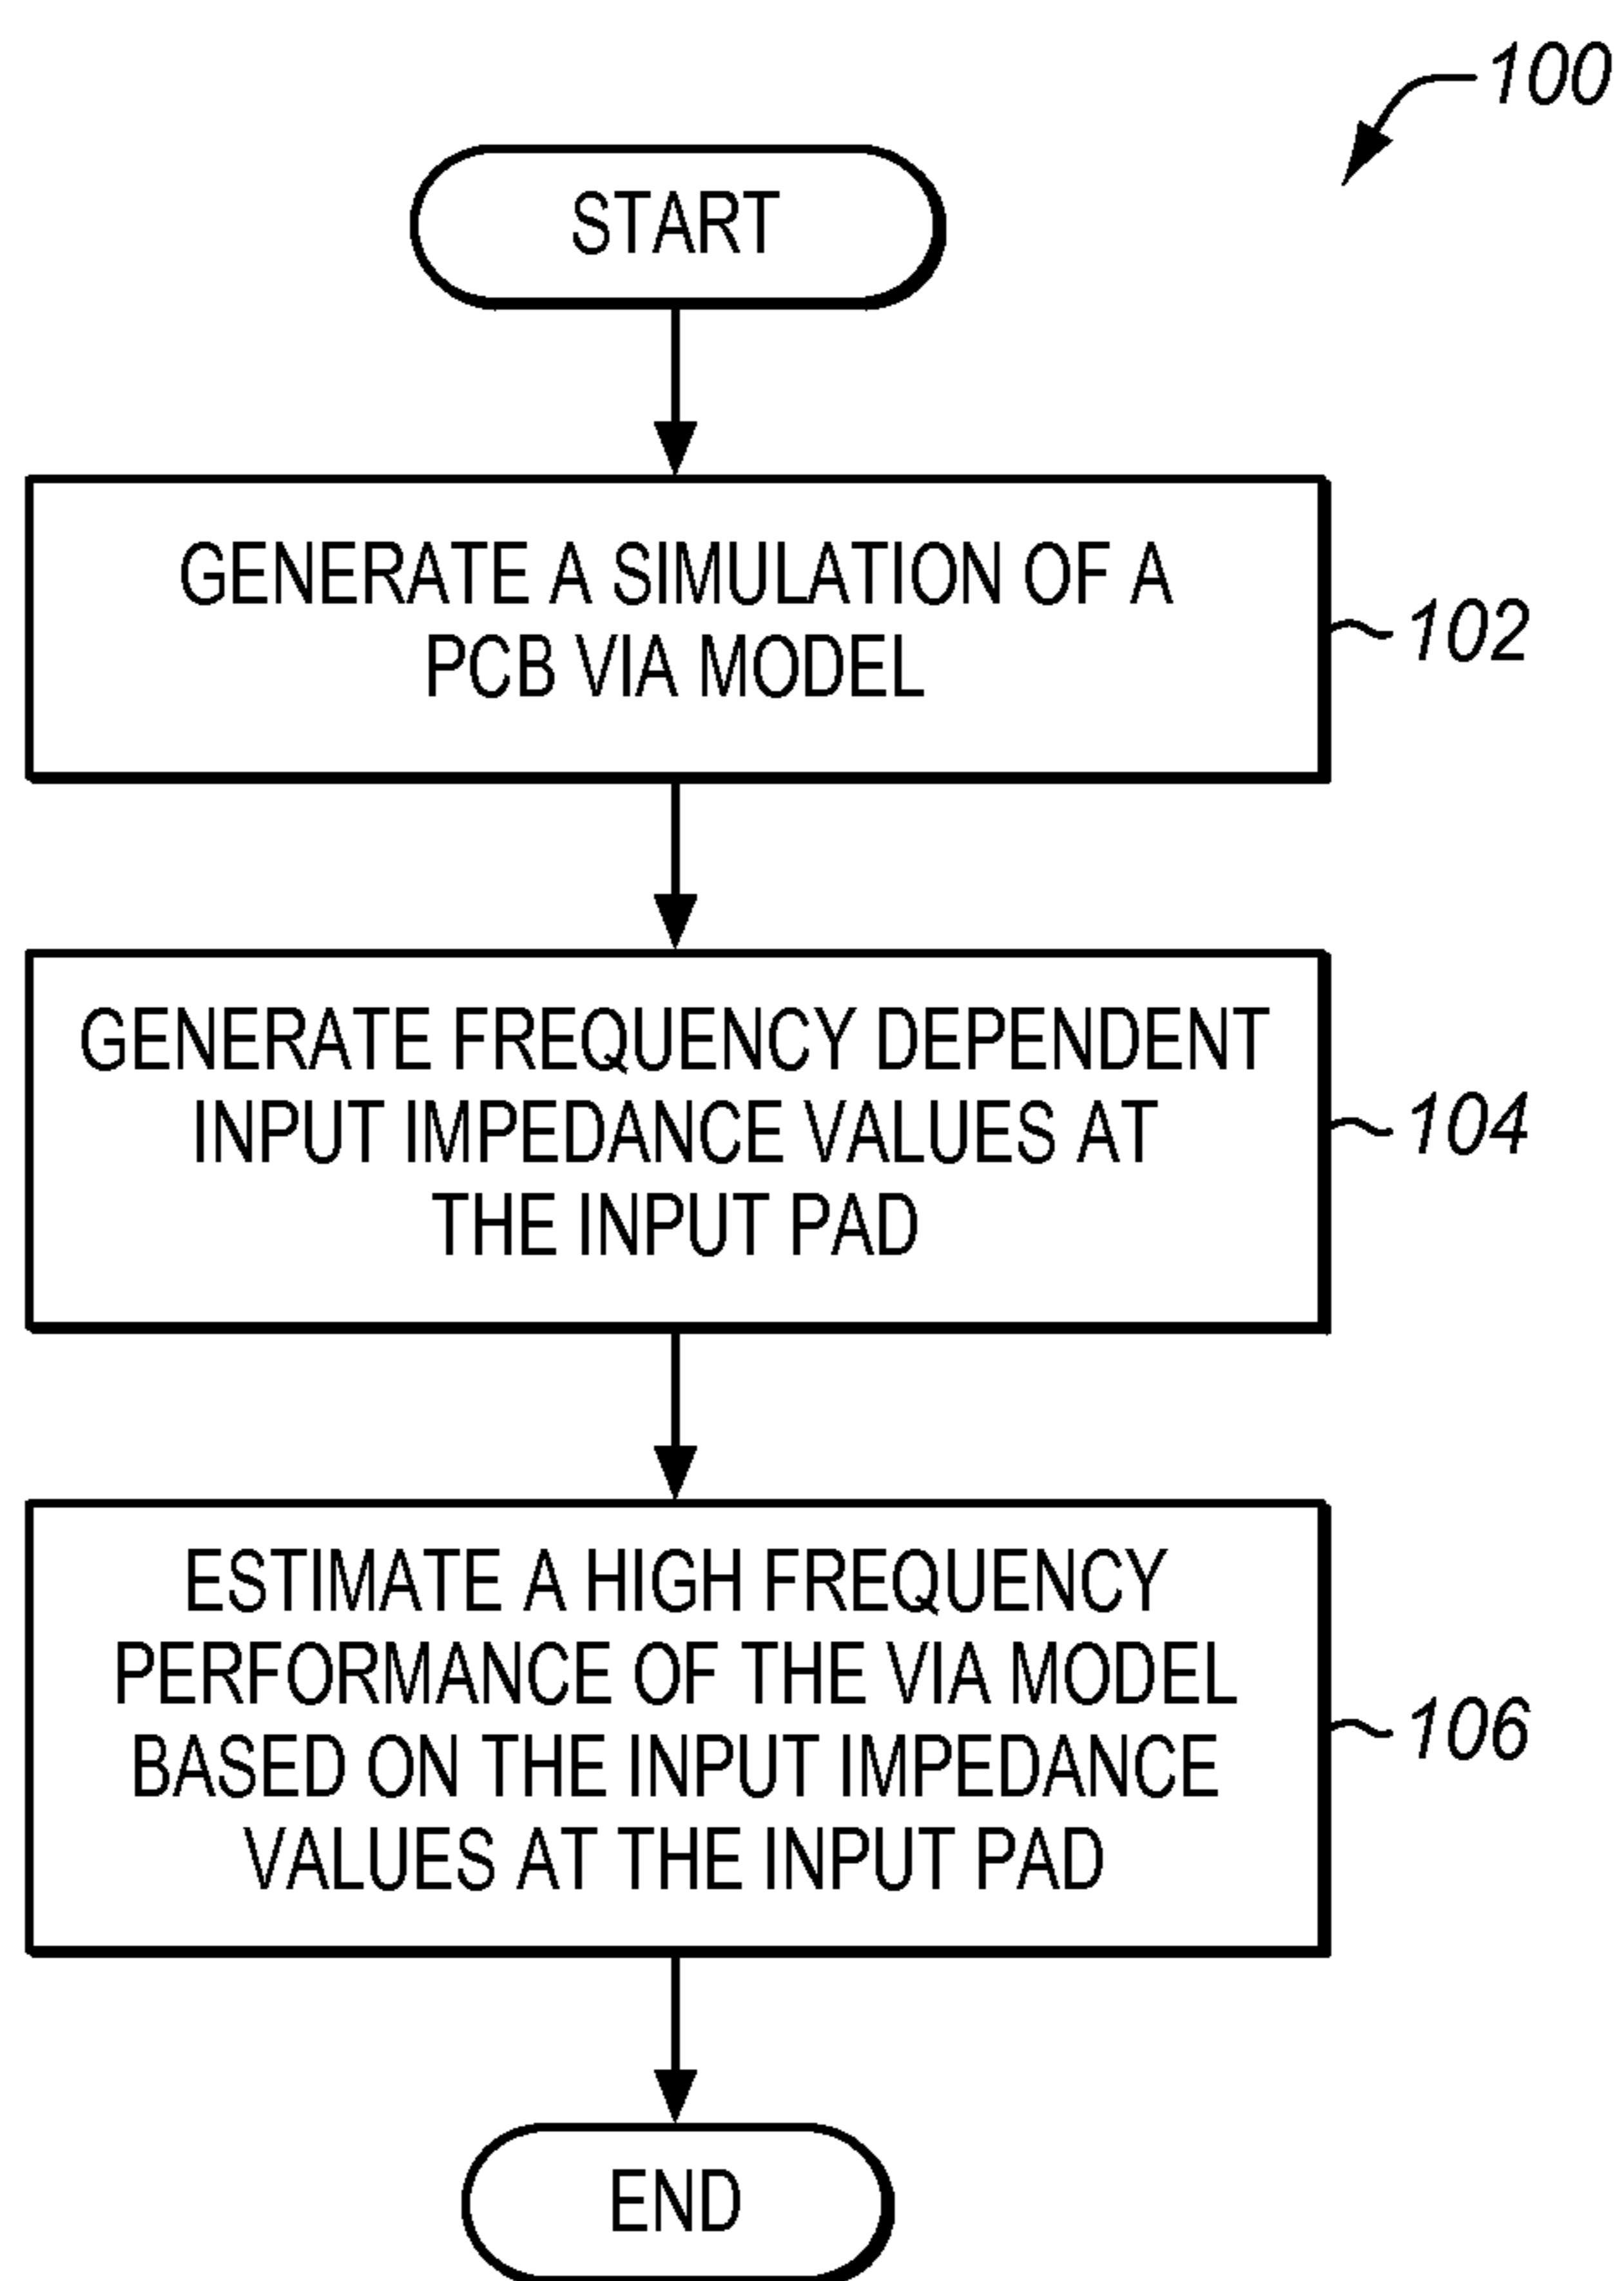 100
START
GENERATE A SIMULATION OF A
PCB VIA MODEL
102
GENERATE FREQUENCY DEPENDENT
INPUT IMPEDANCE VALUES AT
THE INPUT PAD
104
ESTIMATE A HIGH FREQUENCY
PERFORMANCE OF THE VIA MODEL
BASED ON THE INPUT IMPEDANCE
VALUES AT THE INPUT PAD
106
END